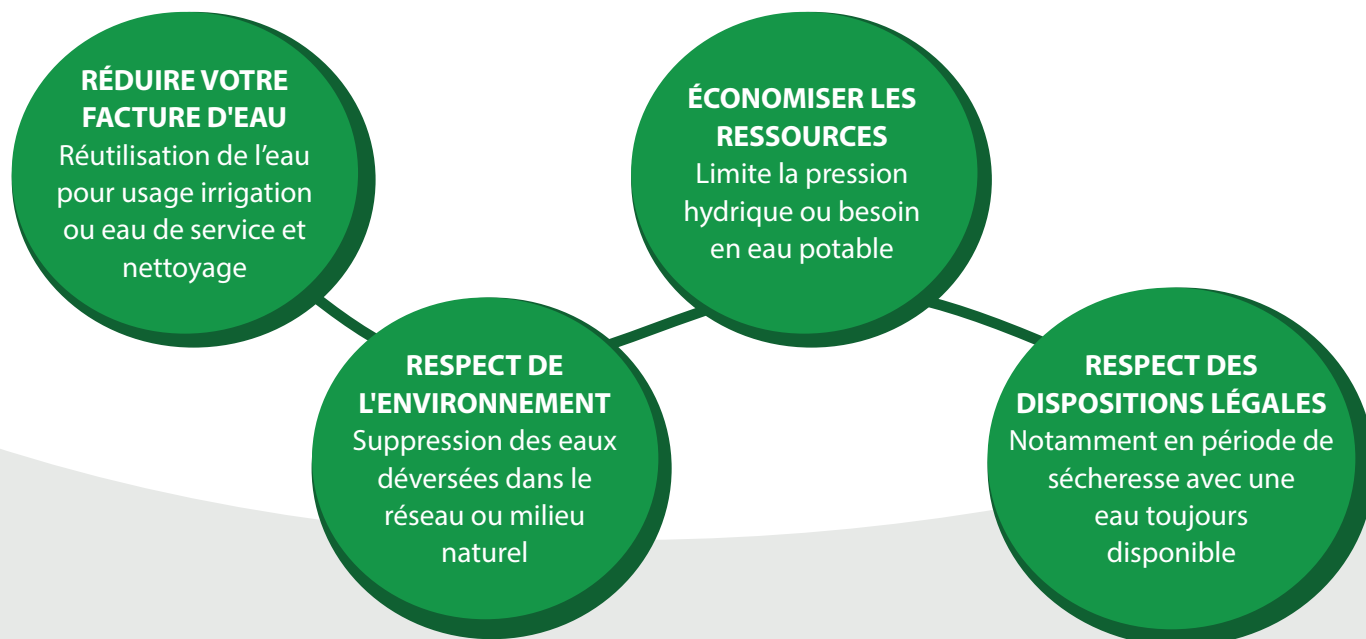 RÉDUIRE VOTRE
FACTURE D'EAU
Réutilisation de l’eau
pour usage irrigation
ou eau de service et
nettoyage
RESPECT DE
L'ENVIRONNEMENT
Suppression des eaux
déversées dans le
réseau ou milieu
naturel
ÉCONOMISER LES
RESSOURCES
Limite la pression
hydrique ou besoin
en eau potable
RESPECT DES
DISPOSITIONS LÉGALES
Notamment en période de
sécheresse avec une
eau toujours
disponible